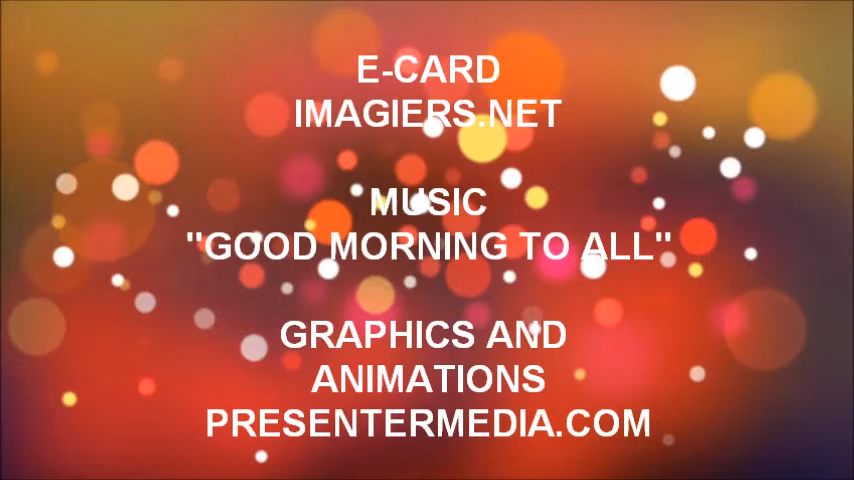 E-CARD
IMAGIERS.NET
MUSIC
"GOOD MORNING TO ALL"
GRAPHICS AND
ANIMATIONS
PRESENTERMEDIA.COM